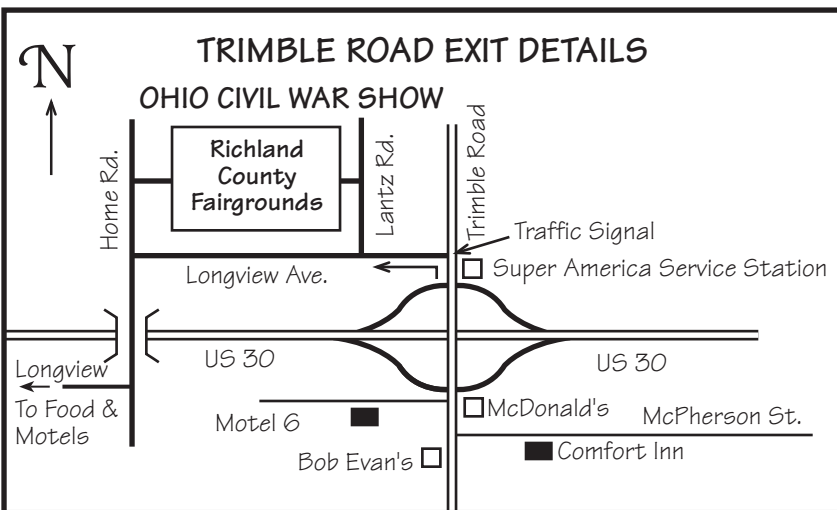 TRIMBLE ROAD EXIT DETAILS
N
OHIO CIVIL WAR SHOW
Richland
County
Fairgrounds
Home Rd.
Lantz Rd.
Trimble Road
Traffic Signal
Super America Service Station
Longview Ave.
US 30
US 30
Longview
To Food &
Motels
Motel 6
McDonald's
McPherson St.
Bob Evan's
Comfort Inn